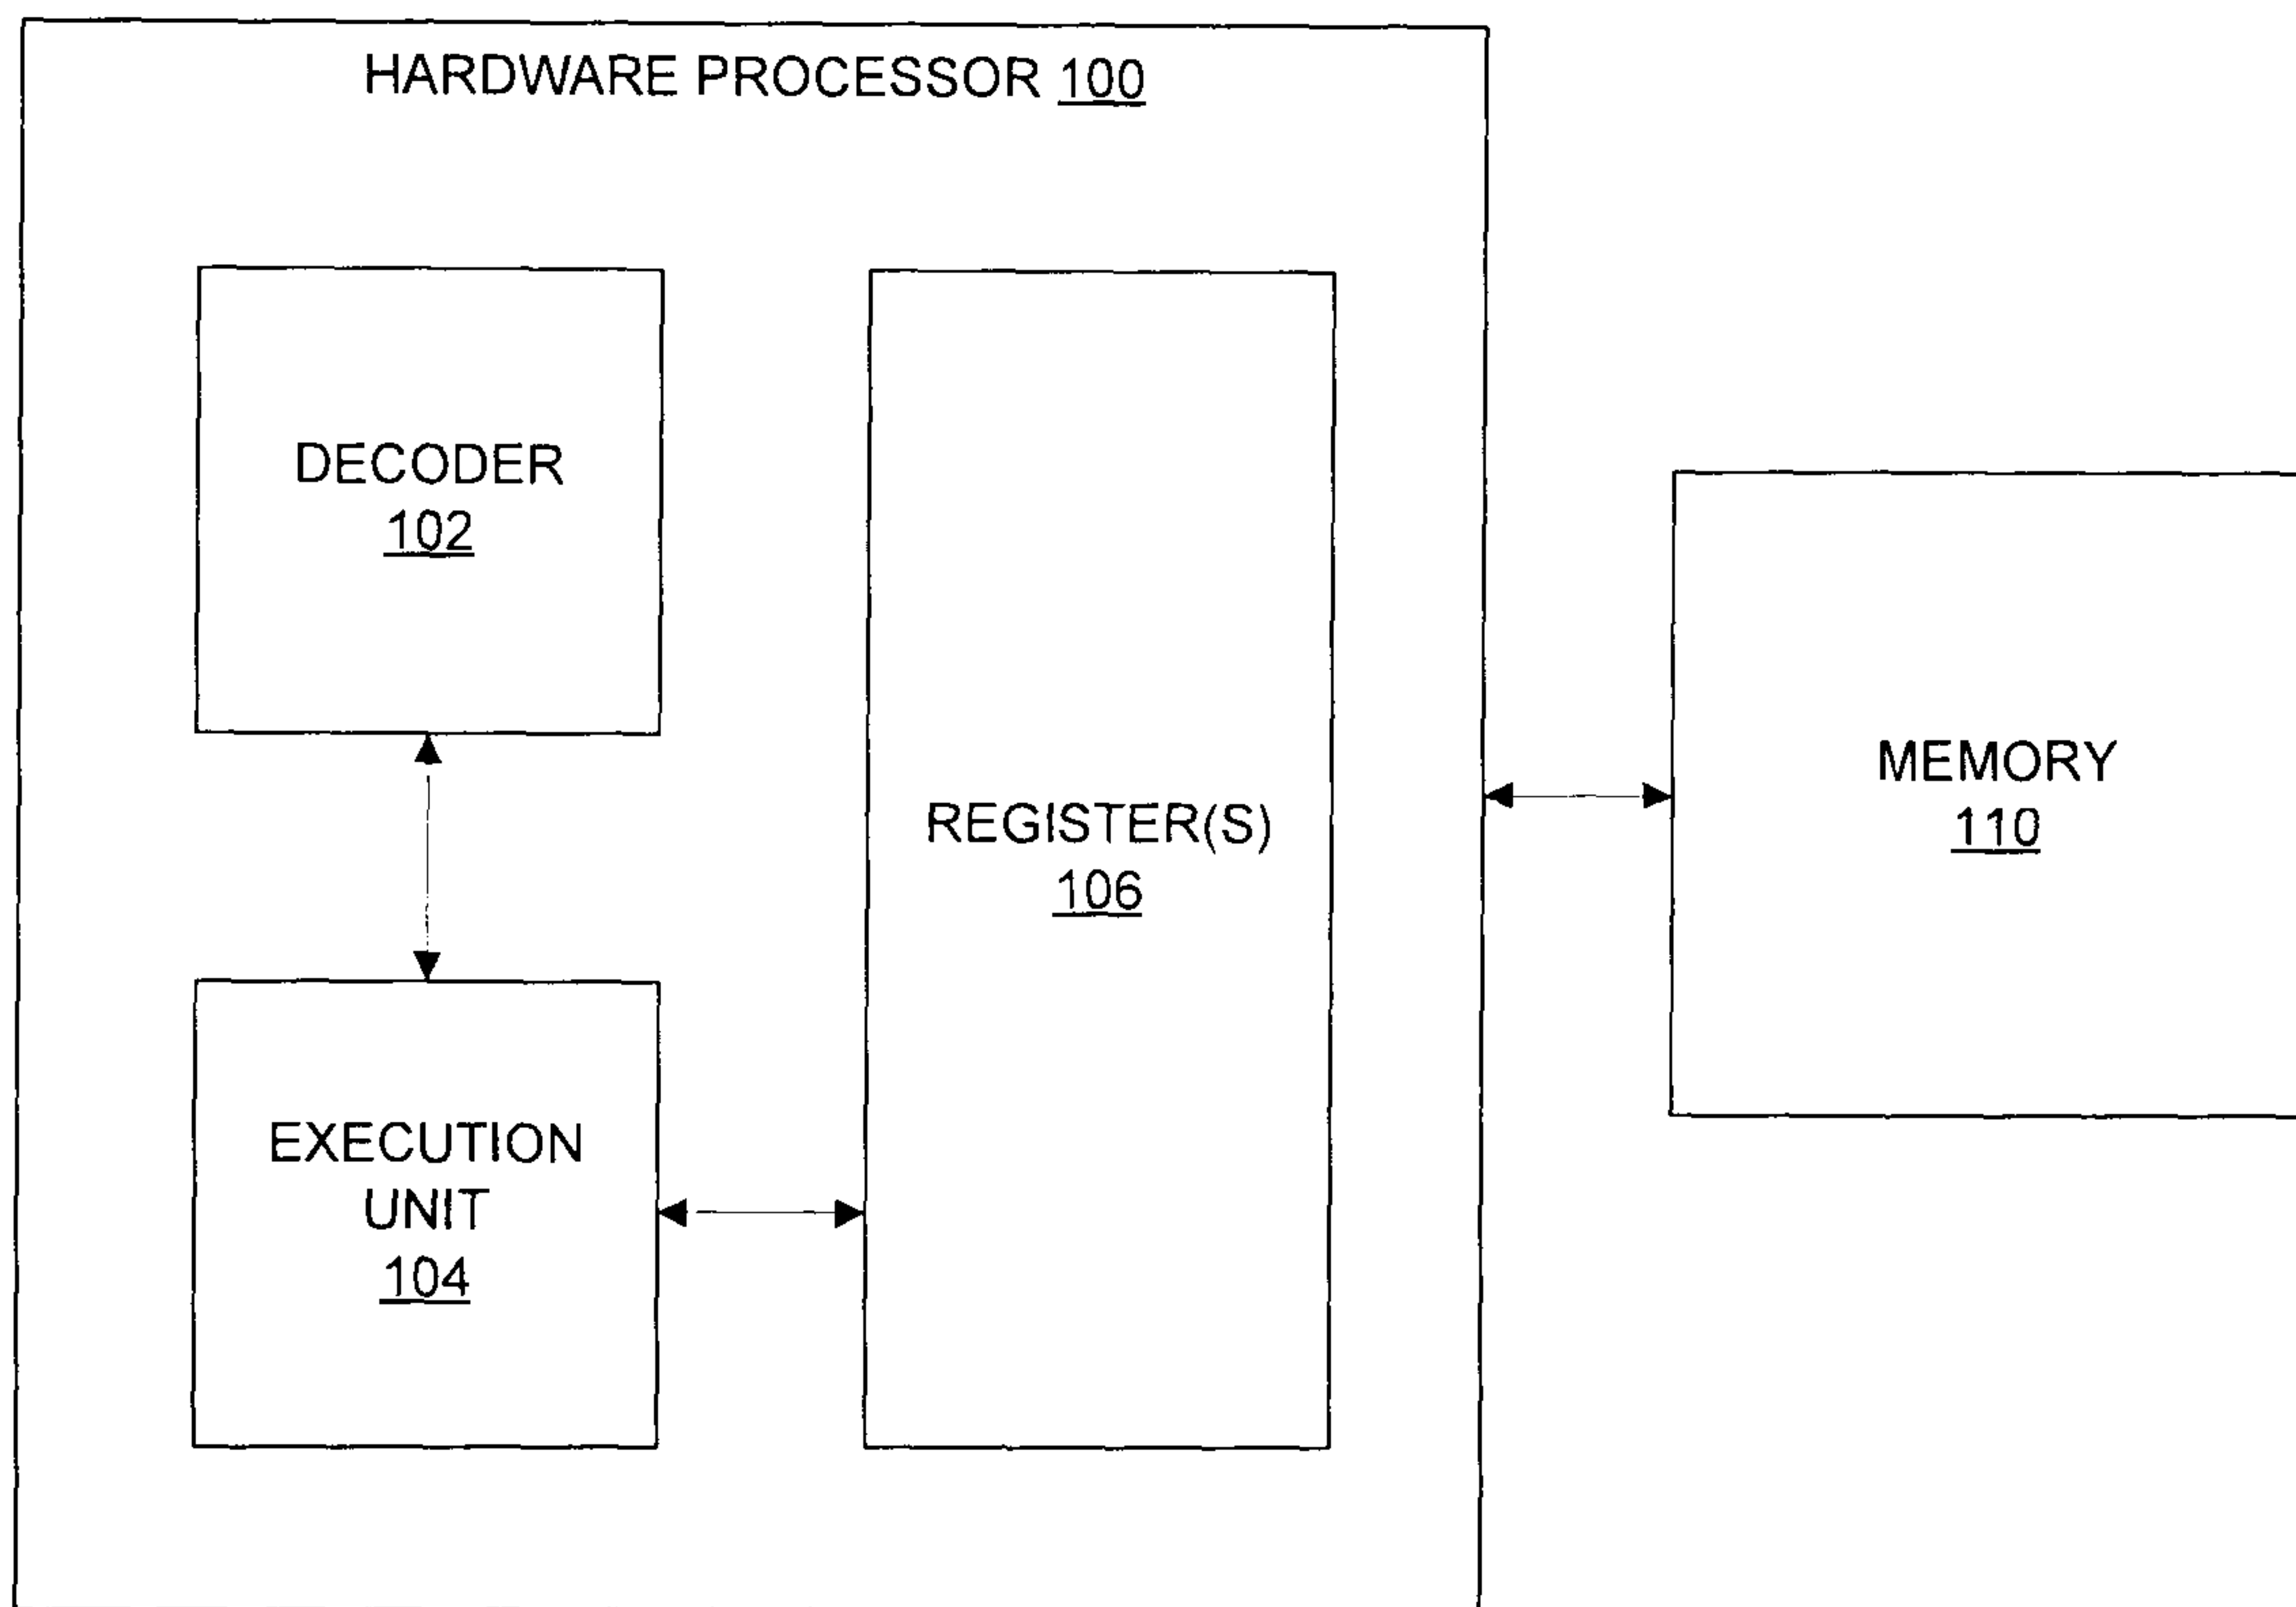 HARDWARE PROCESSOR 100
DECODER
102
REGISTER(S)
106
MEMORY
110
EXECUTION
UNIT
104